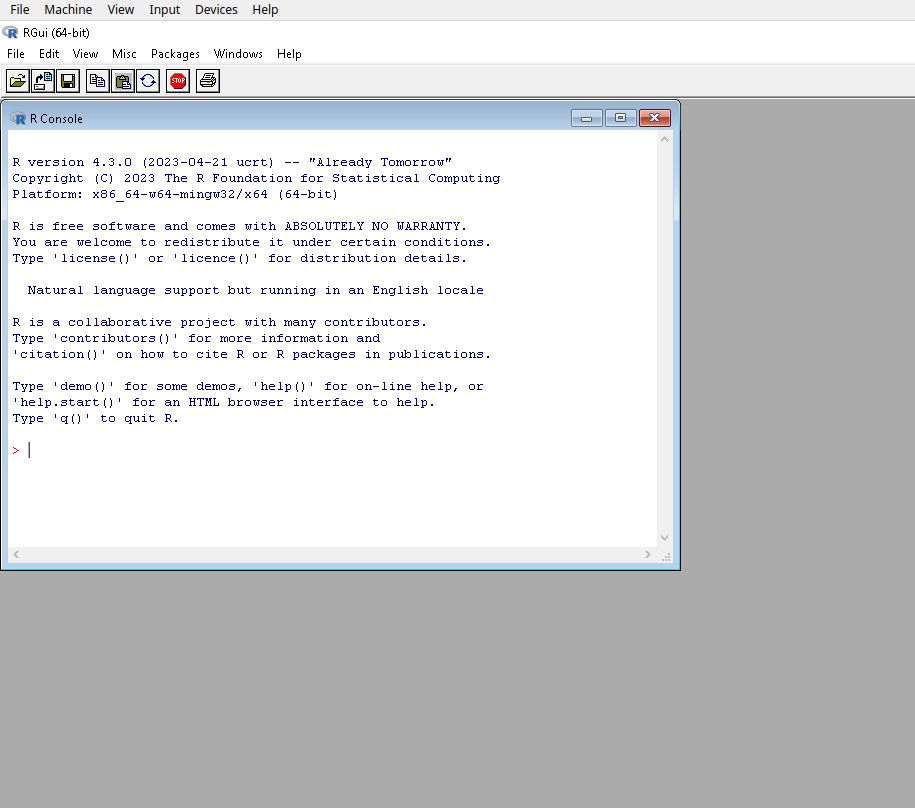 File Machine View Input Devices Help
RGui (64-bit)
File Edit View Misc Packages Windows Help
STOP
R Console
R version 4.3.0 (2023-04-21 ucrt) -- "Already Tomorrow"
Copyright (C) 2023 The R Foundation for Statistical Computing
Platform: x86_64-w64-mingw32/x64 (64-bit)
R is free software and comes with ABSOLUTELY NO WARRANTY.
You are welcome to redistribute it under certain conditions.
Type 'license()' or 'licence()' for distribution details.
Natural language support but running in an English locale
R is a collaborative project with many contributors.
Type 'contributors()' for more information and
'citation()' on how to cite R or R packages in publications.
Type 'demo()' for some demos, 'help()' for on-line help, or
'help.start()' for an HTML browser interface to help.
Type 'q()' to quit R.
>